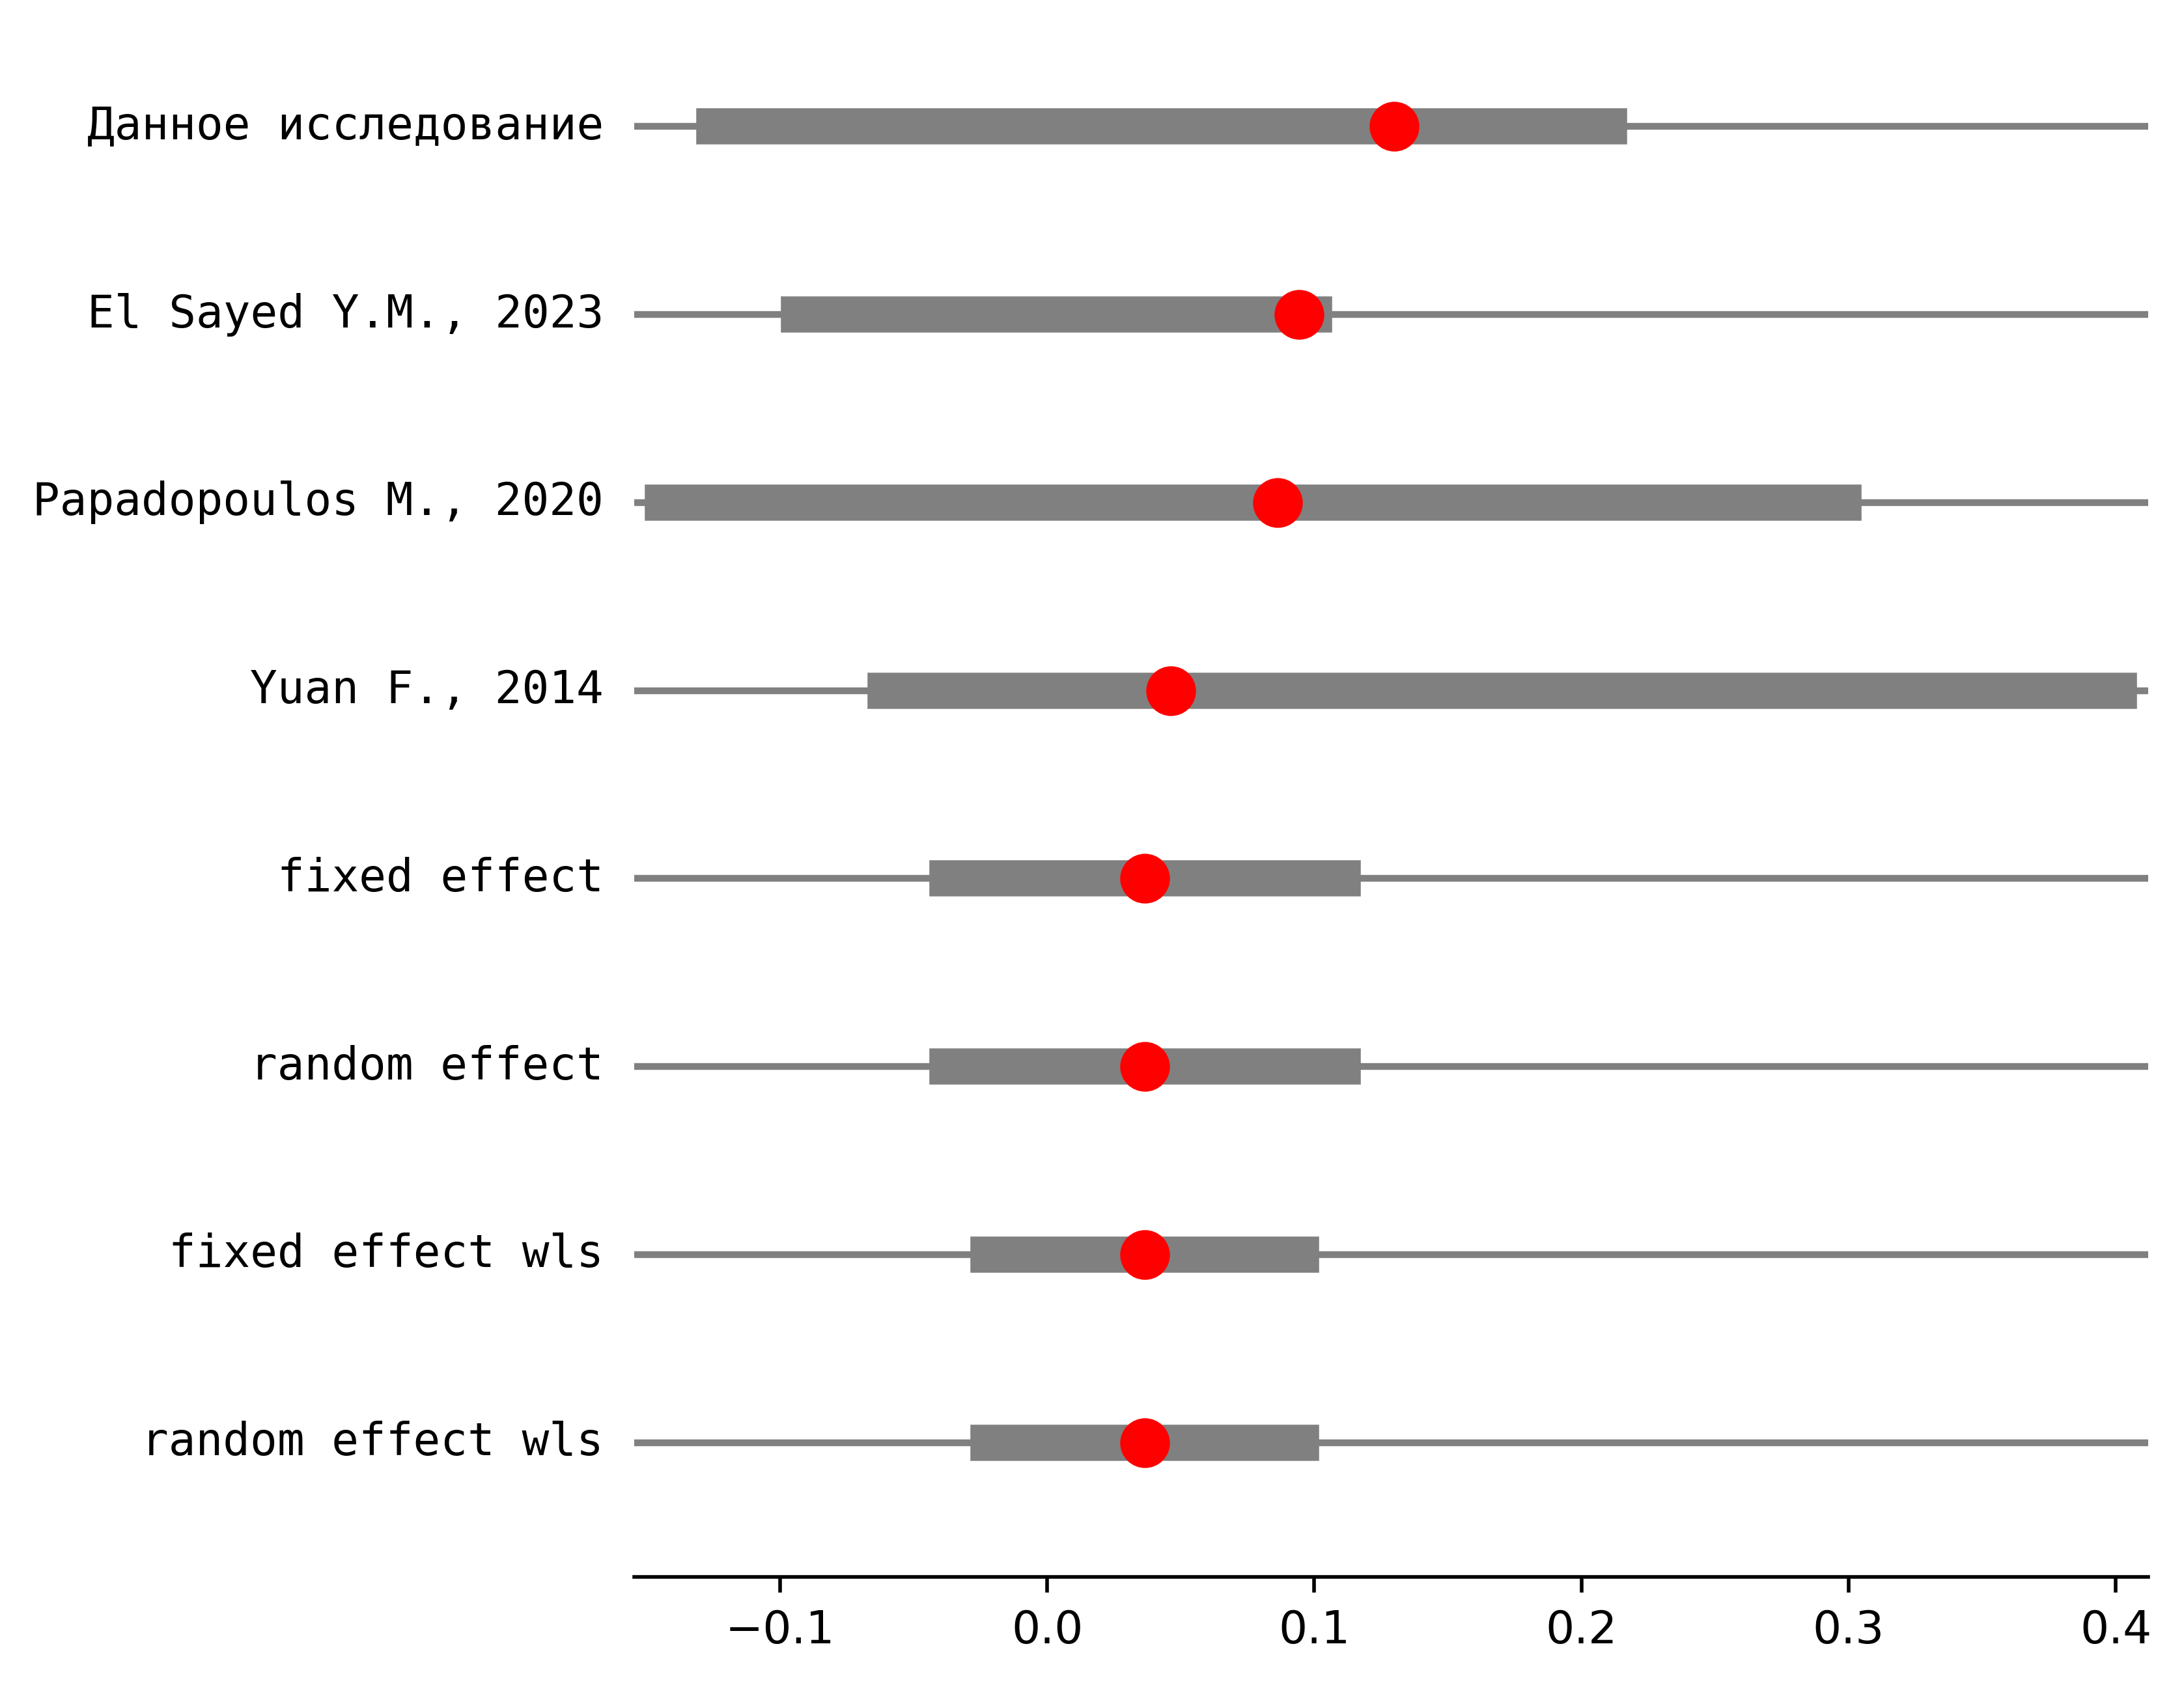 Данное исследование
El Sayed Y.M., 2023
Papadopoulos M., 2020
Yuan F., 2014
fixed effect
random effect
fixed effect wls
random effect wls
−0.1 0.0 0.1 0.2 0.3 0.4